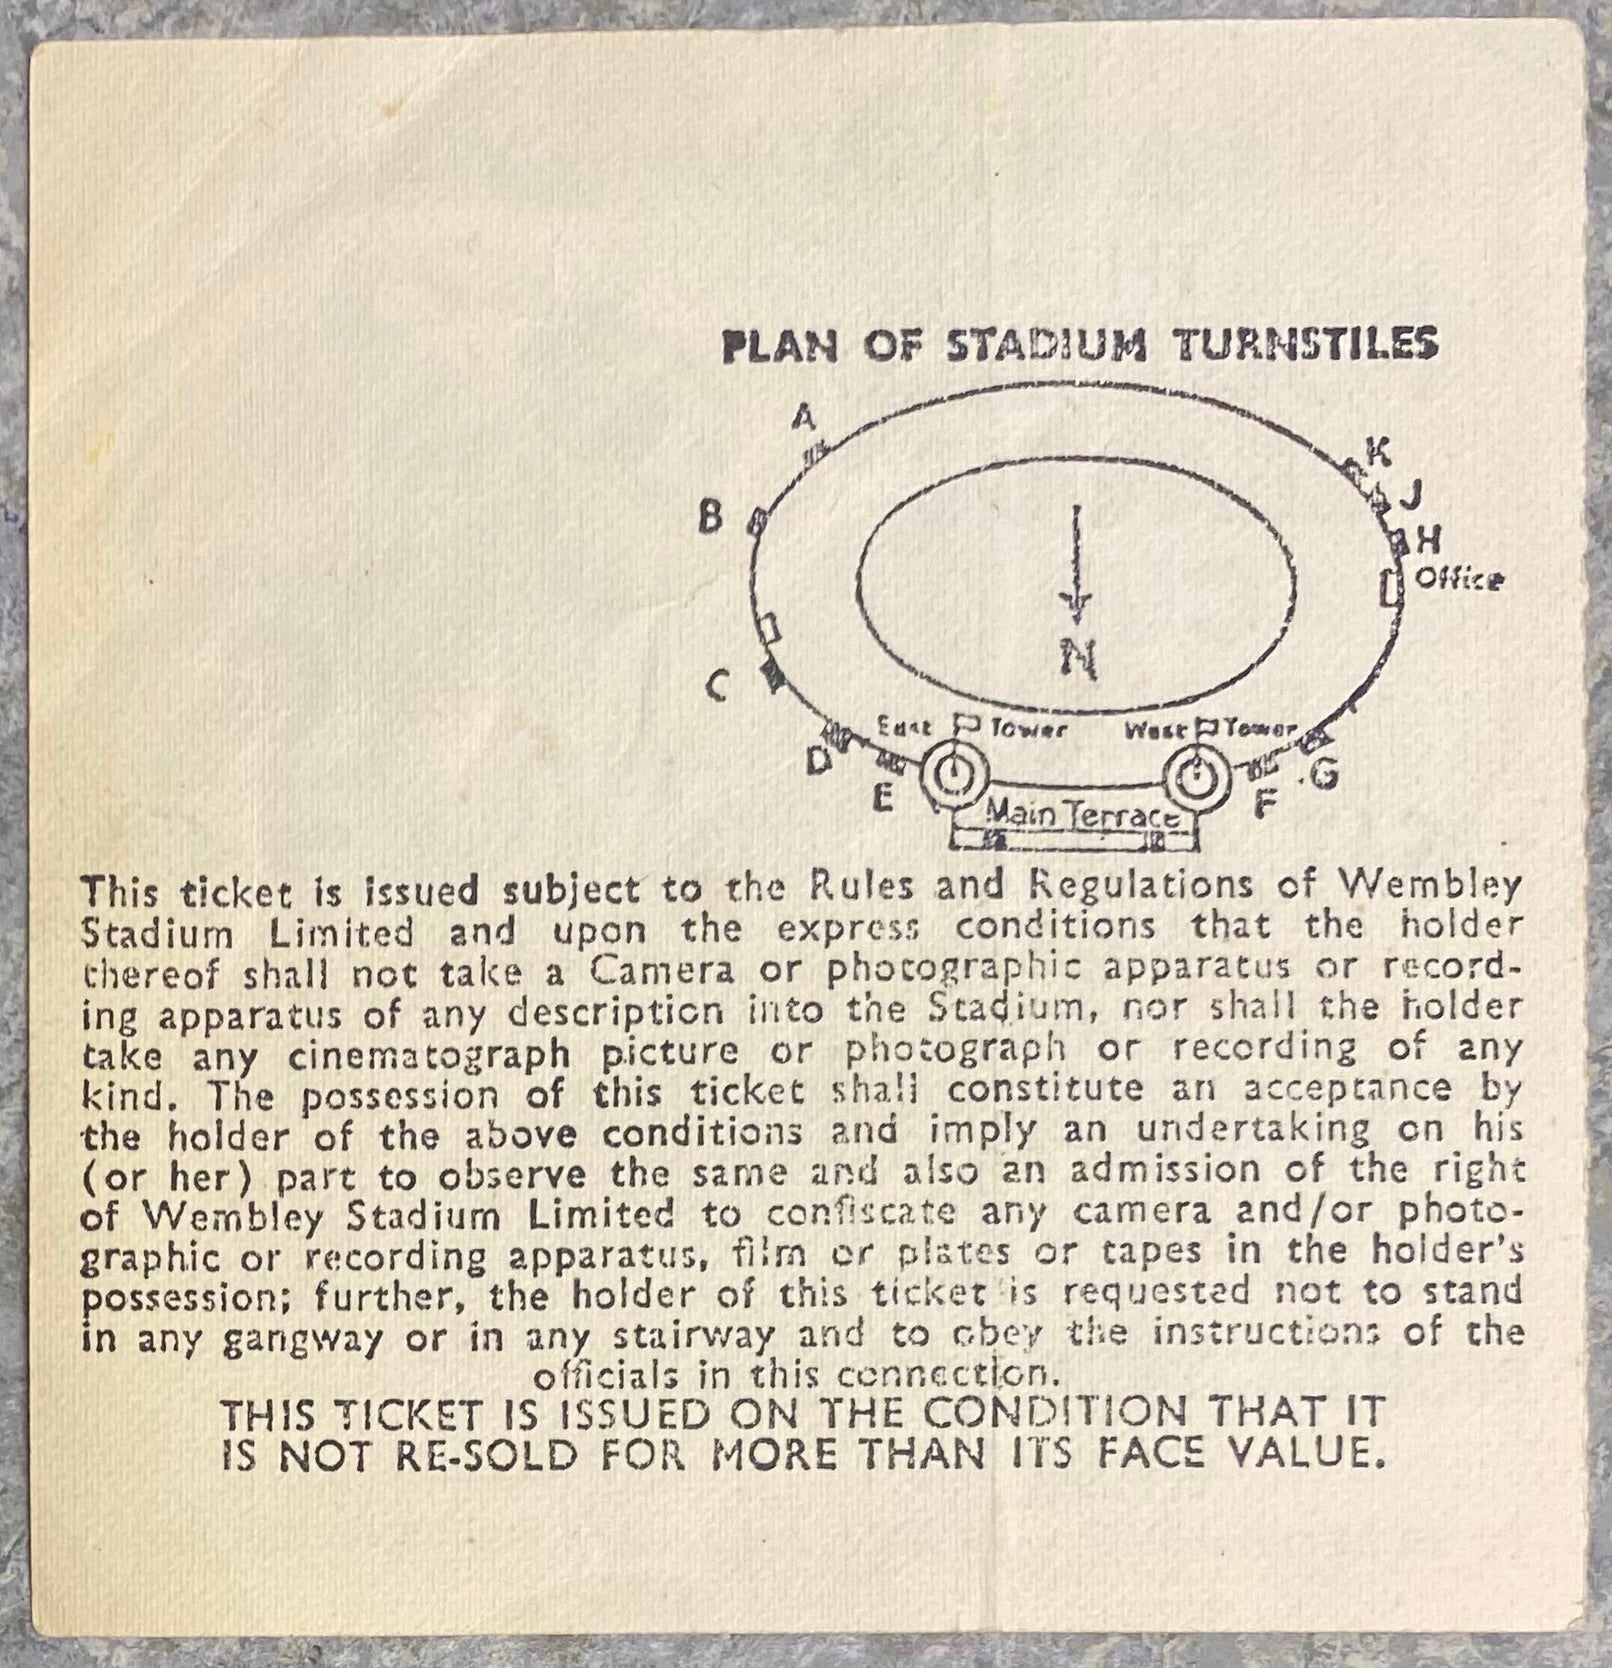 PLAN OF STADIUM TURNSTILES
A
K
J
B
H
Office
N
C
East Tower
West Tower
D
E
G
F
Main Terrace
This ticket is issued subject to the Rules and Regulations of Wembley
Stadium Limited and upon the express conditions that the holder
thereof shall not take a Camera or photographic apparatus or record-
ing apparatus of any description into the Stadium, nor shall the holder
take any cinematograph picture or photograph or recording of any
kind. The possession of this ticket shall constitute an acceptance by
the holder of the above conditions and imply an undertaking on his
(or her) part to observe the same and also an admission of the right
of Wembley Stadium Limited to confiscate any camera and/or photo-
graphic or recording apparatus, film or plates or tapes in the holder's
possession; further, the holder of this ticket is requested not to stand
in any gangway or in any stairway and to obey the instructions of the
officials in this connection.
THIS TICKET IS ISSUED ON THE CONDITION THAT IT
IS NOT RE-SOLD FOR MORE THAN ITS FACE VALUE.